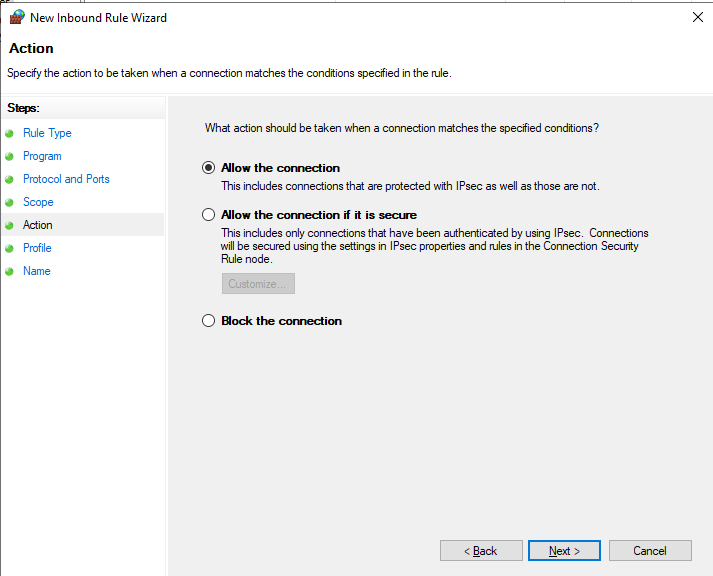 New Inbound Rule Wizard
Action
Specify the action to be taken when a connection matches the conditions specified in the rule.
Steps:
Rule Type
Program
Protocol and Ports
Scope
Action
Profile
Name
What action should be taken when a connection matches the specified conditions?
Allow the connection
This includes connections that are protected with IPsec as well as those are not.
Allow the connection if it is secure
This includes only connections that have been authenticated by using IPsec. Connections
will be secured using the settings in IPsec properties and rules in the Connection Security
Rule node.
Customize...
Block the connection
< Back
Next >
Cancel